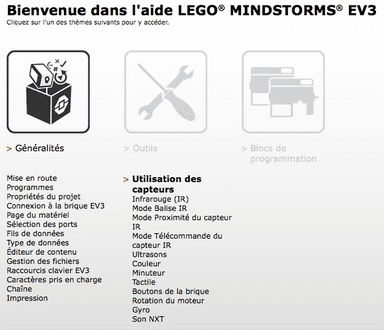 Bienvenue dans l'aide LEGO® MINDSTORMS® EV3
Cliquez sur l'un des thèmes suivants pour y accéder.
> Généralités
> Outils
> Blocs de
programmation
Mise en route
Programmes
Propriétés du projet
Connexion à la brique EV3
Page du matériel
Sélection des ports
Fils de données
Type de données
Éditeur de contenu
Gestion des fichiers
Raccourcis clavier EV3
Caractères pris en charge
Chaîne
Impression
> Utilisation des
capteurs
Infrarouge (IR)
Mode Balise IR
Mode Proximité du capteur
IR
Mode Télécommande du
capteur IR
Ultrasons
Couleur
Minuteur
Tactile
Boutons de la brique
Rotation du moteur
Gyro
Son NXT